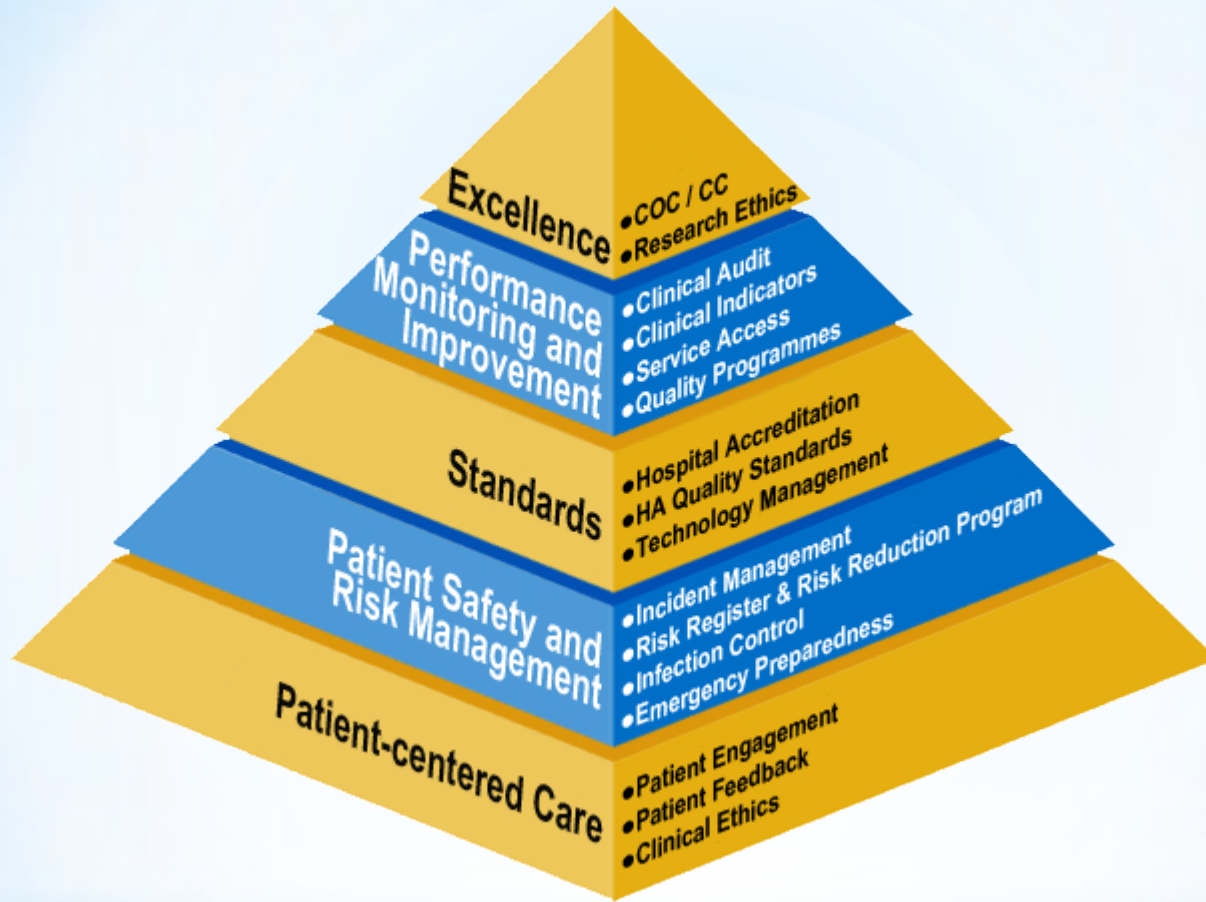 Excellence
●COC / CC
●Research Ethics
Performance
Monitoring and
Improvement
●Clinical Audit
●Clinical Indicators
●Service Access
●Quality Programmes
Standards
●Hospital Accreditation
●HA Quality Standards
●Technology Management
Patient Safety and
Risk Management
●Incident Management
●Risk Register & Risk Reduction Program
●Infection Control
●Emergency Preparedness
Patient-centered Care
●Patient Engagement
●Patient Feedback
●Clinical Ethics